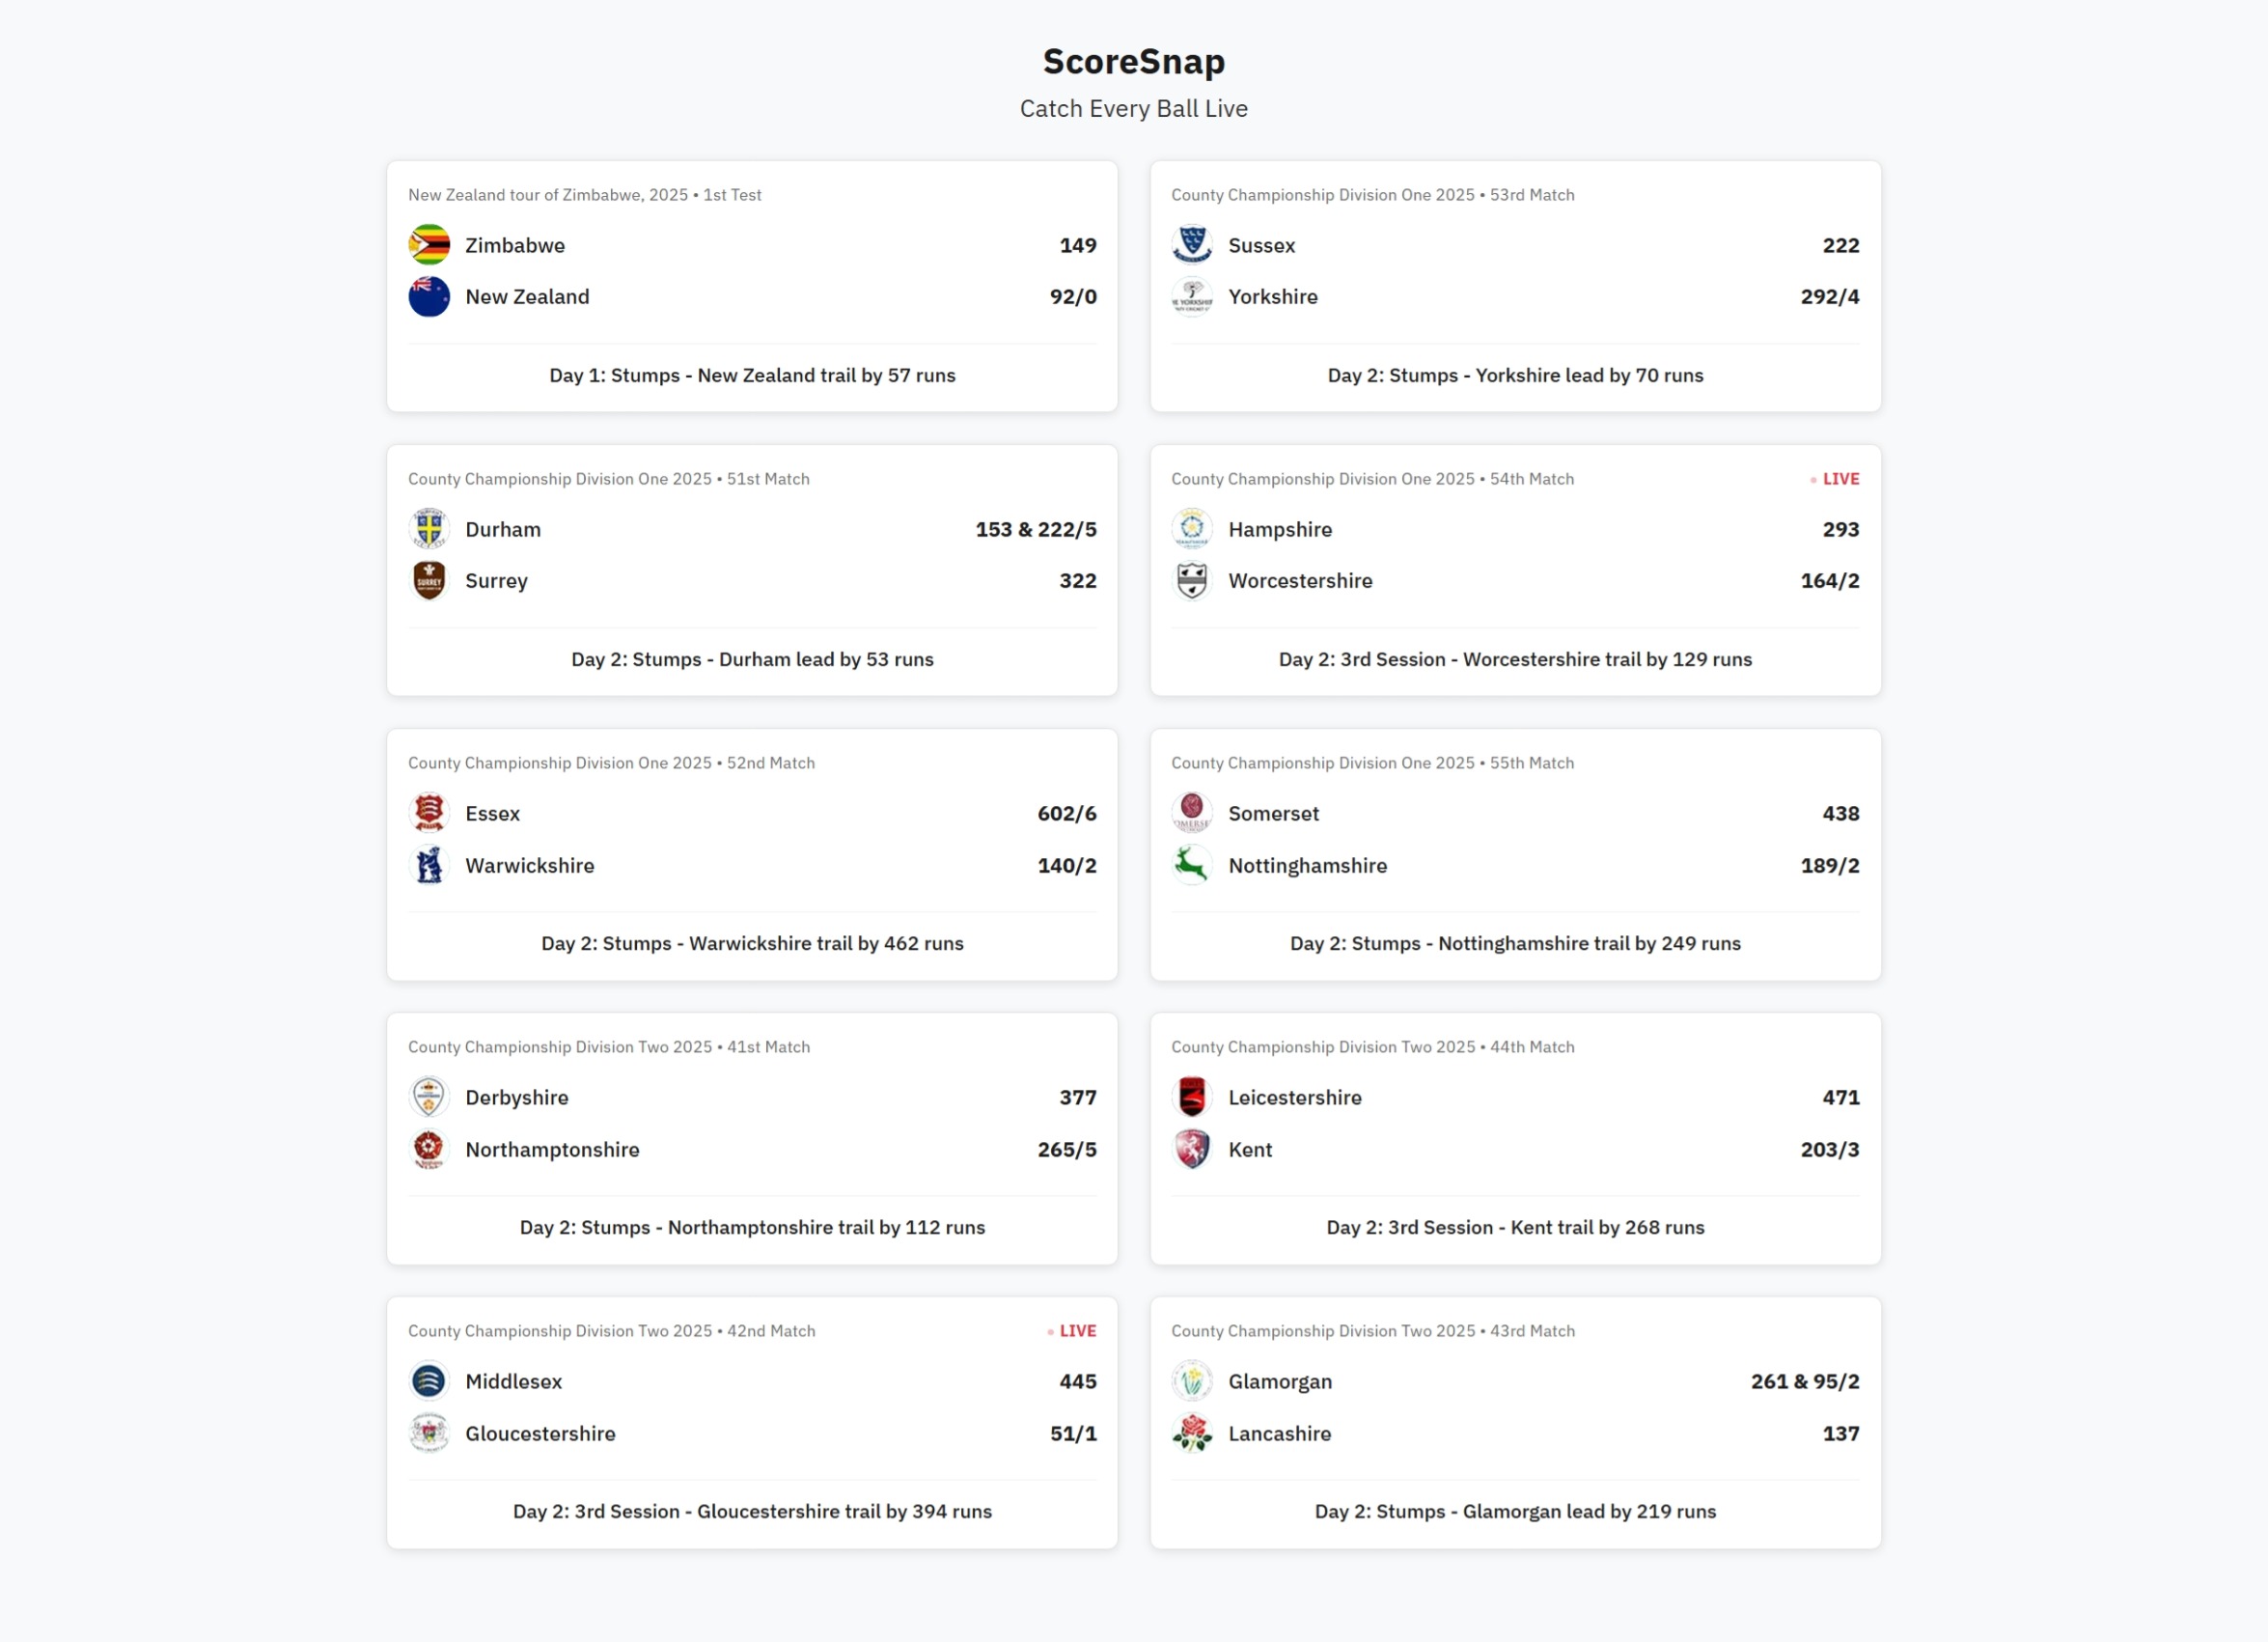 ScoreSnap
Catch Every Ball Live
New Zealand tour of Zimbabwe, 2025 • 1st Test
Zimbabwe 149
New Zealand 92/0
Day 1: Stumps - New Zealand trail by 57 runs
County Championship Division One 2025 • 53rd Match
Sussex 222
Yorkshire 292/4
Day 2: Stumps - Yorkshire lead by 70 runs
County Championship Division One 2025 • 51st Match
Durham 153 & 222/5
SURREY
Surrey 322
Day 2: Stumps - Durham lead by 53 runs
County Championship Division One 2025 • 54th Match • LIVE
Hampshire 293
Worcestershire 164/2
Day 2: 3rd Session - Worcestershire trail by 129 runs
County Championship Division One 2025 • 52nd Match
Essex 602/6
Warwickshire 140/2
Day 2: Stumps - Warwickshire trail by 462 runs
County Championship Division One 2025 • 55th Match
Somerset 438
Nottinghamshire 189/2
Day 2: Stumps - Nottinghamshire trail by 249 runs
County Championship Division Two 2025 • 41st Match
Derbyshire 377
Northamptonshire 265/5
Day 2: Stumps - Northamptonshire trail by 112 runs
County Championship Division Two 2025 • 44th Match
Leicestershire 471
Kent 203/3
Day 2: 3rd Session - Kent trail by 268 runs
County Championship Division Two 2025 • 42nd Match • LIVE
Middlesex 445
Gloucestershire 51/1
Day 2: 3rd Session - Gloucestershire trail by 394 runs
County Championship Division Two 2025 • 43rd Match
Glamorgan 261 & 95/2
Lancashire 137
Day 2: Stumps - Glamorgan lead by 219 runs